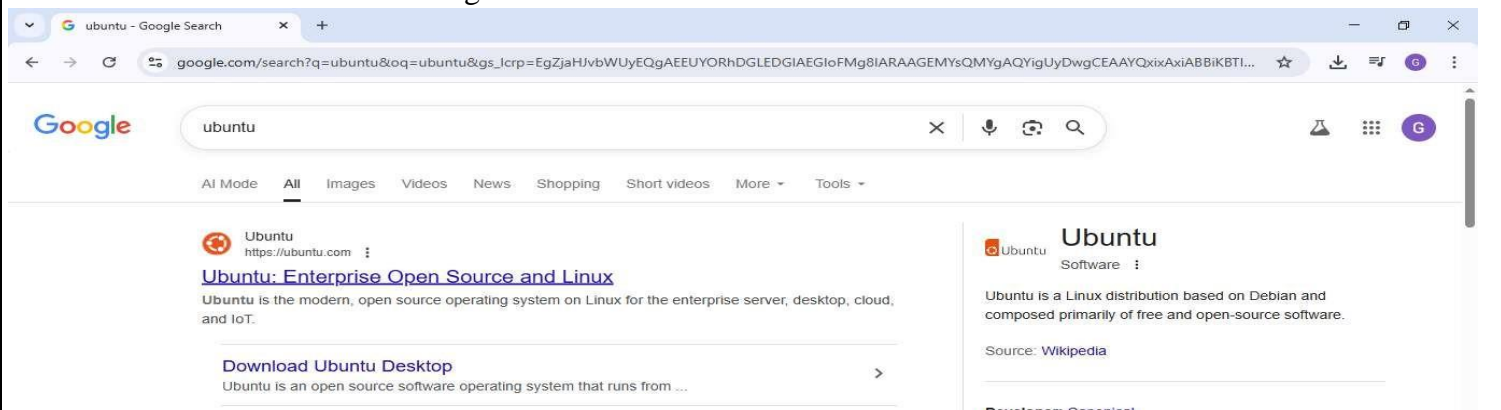 ubuntu - Google Search
google.com/search?q=ubuntu&oq=ubuntu&gs_lcrp=EgZjaHJvbWUyEQgAEEUYORhDGLEDGIAEGIoFMg8IARAAGEMYsQMYgAQYigUyDwgCEAAYQxixAxiABBiKBTI...
G
Google
ubuntu
G
AI Mode All Images Videos News Shopping Short videos More Tools
Ubuntu
https://ubuntu.com
Ubuntu: Enterprise Open Source and Linux
Ubuntu is the modern, open source operating system on Linux for the enterprise server, desktop, cloud,
and IoT.
Download Ubuntu Desktop
Ubuntu is an open source software operating system that runs from ...
Ubuntu
Ubuntu
Software
Ubuntu is a Linux distribution based on Debian and
composed primarily of free and open-source software.
Source: Wikipedia